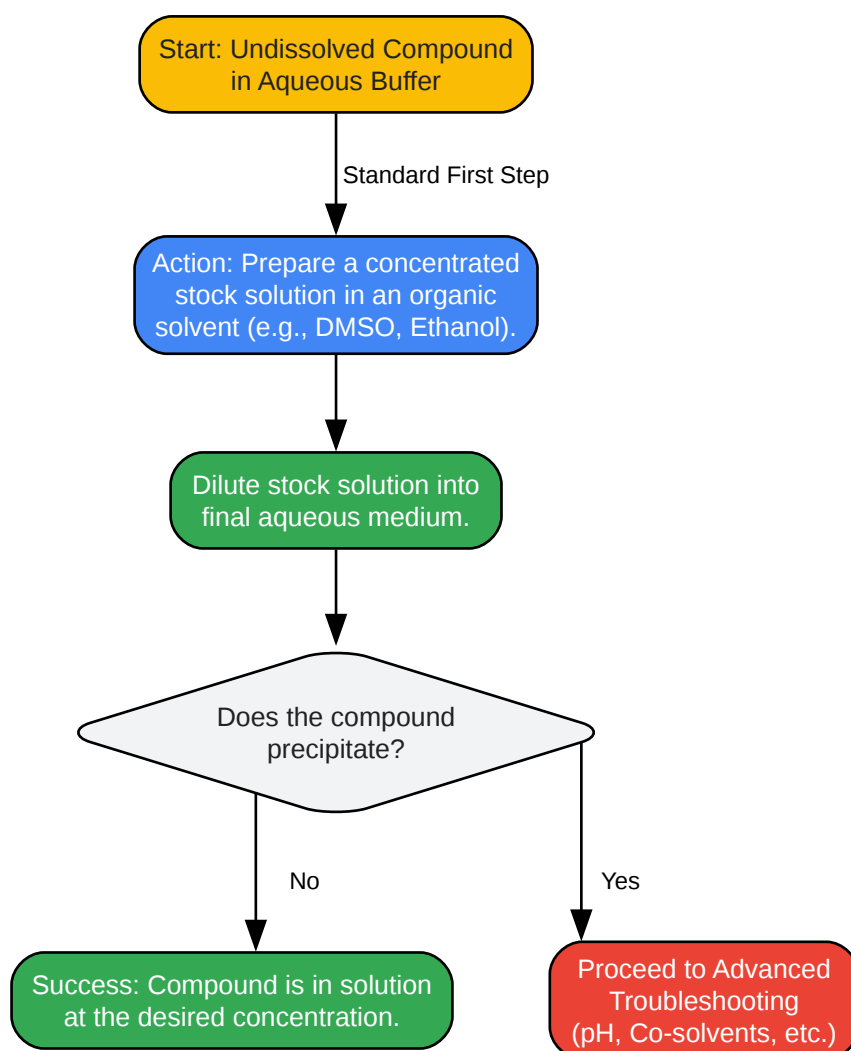 Start: Undissolved Compound
in Aqueous Buffer
Standard First Step
Action: Prepare a concentrated
stock solution in an organic
solvent (e.g., DMSO, Ethanol).
Dilute stock solution into
final aqueous medium.
Does the compound
precipitate?
No
Yes
Success: Compound is in solution
at the desired concentration.
Proceed to Advanced
Troubleshooting
(pH, Co-solvents, etc.)